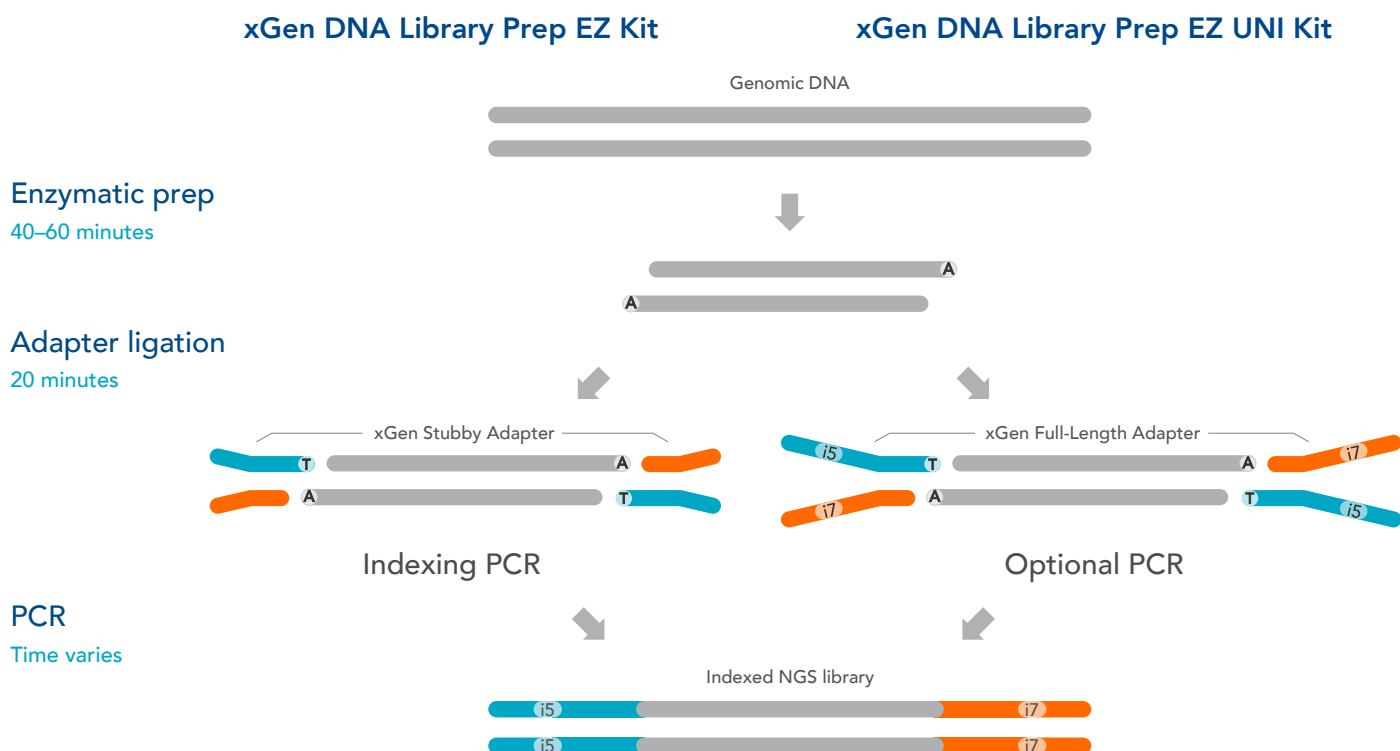 xGen DNA Library Prep EZ Kit
xGen DNA Library Prep EZ UNI Kit
Genomic DNA
Enzymatic prep
40–60 minutes
A
A
Adapter ligation
20 minutes
xGen Stubby Adapter
xGen Full-Length Adapter
T
A
i5
T
A
i7
A
T
i7
A
T
i5
Indexing PCR
Optional PCR
PCR
Time varies
Indexed NGS library
i5
i7
i5
i7